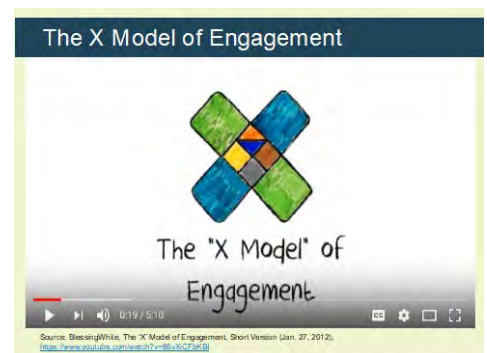 The X Model of Engagement
The "X Model" of
Engagement
0:19 / 5:10
CC
Source: BlessingWhite, The 'X' Model of Engagement, Short Version (Jan. 27, 2012),